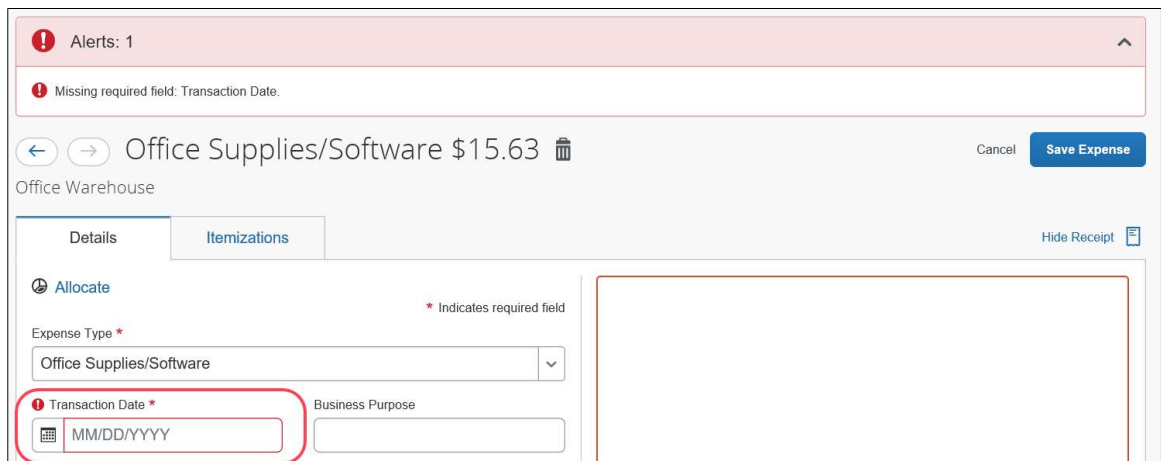 Alerts: 1
Missing required field: Transaction Date.
Office Supplies/Software $15.63
Cancel
Save Expense
Office Warehouse
Details
Itemizations
Hide Receipt
Allocate
* Indicates required field
Expense Type *
Office Supplies/Software
Transaction Date *
Business Purpose
MM/DD/YYYY